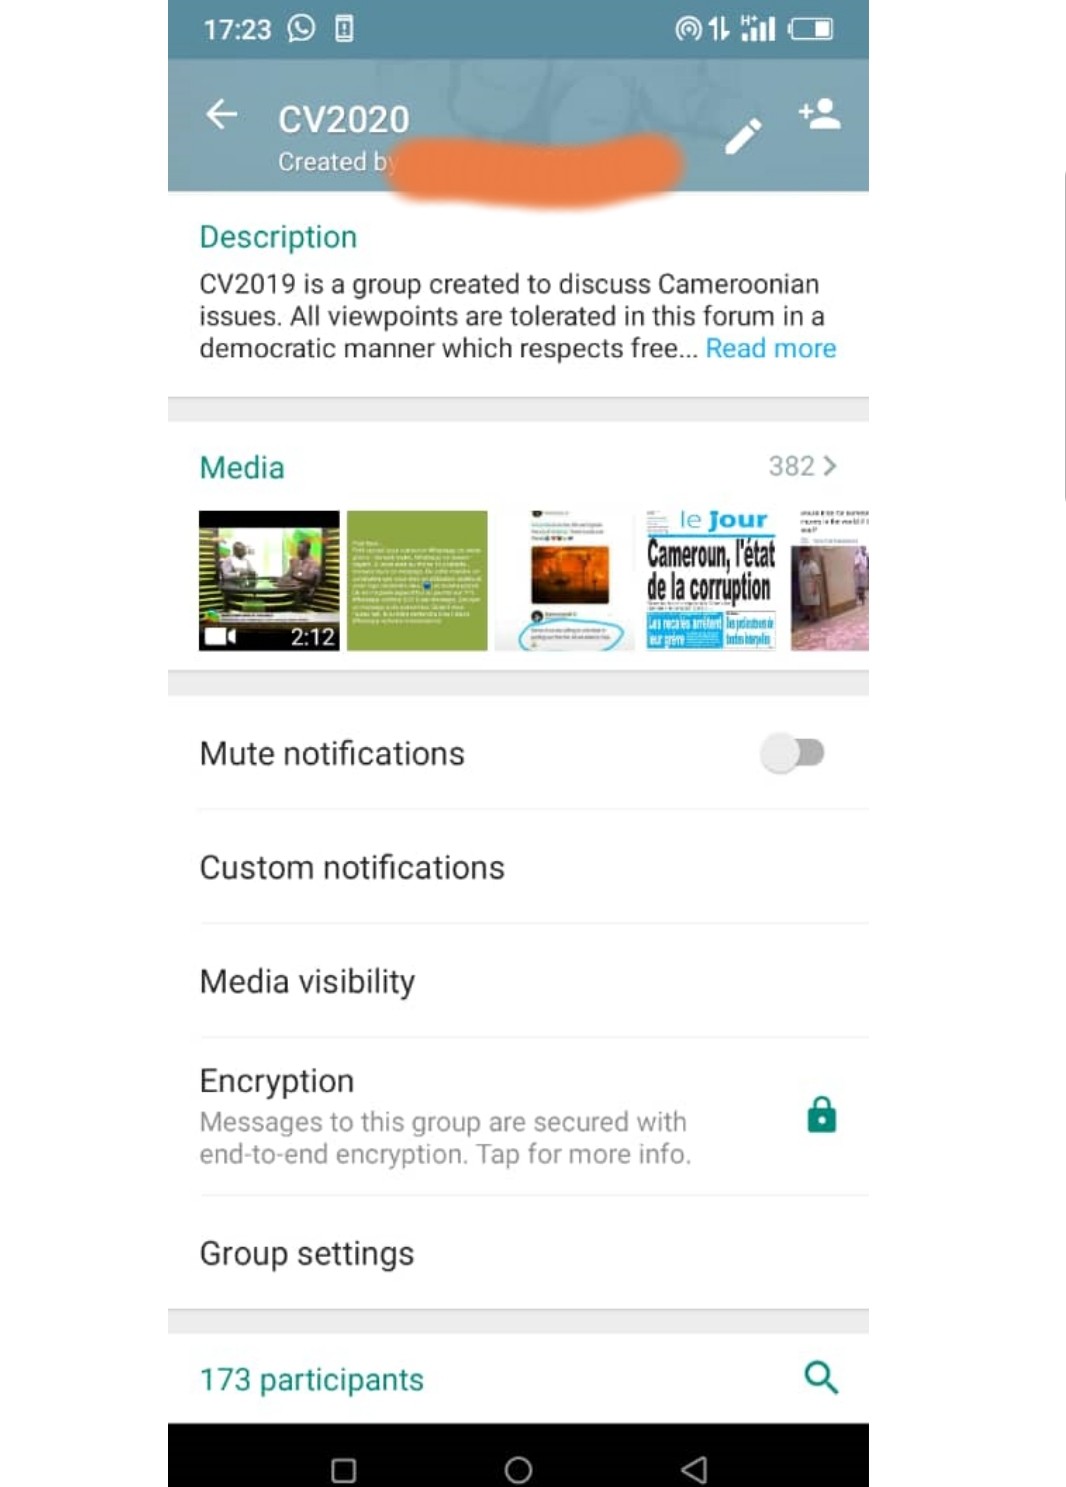 17:23
H+
CV2020
Created by
Description
CV2019 is a group created to discuss Cameroonian
issues. All viewpoints are tolerated in this forum in a
democratic manner which respects free... Read more
Media
382 >
2:12
le Jour
Cameroun, l'état
de la corruption
Mute notifications
Custom notifications
Media visibility
Encryption
Messages to this group are secured with
end-to-end encryption. Tap for more info.
Group settings
173 participants